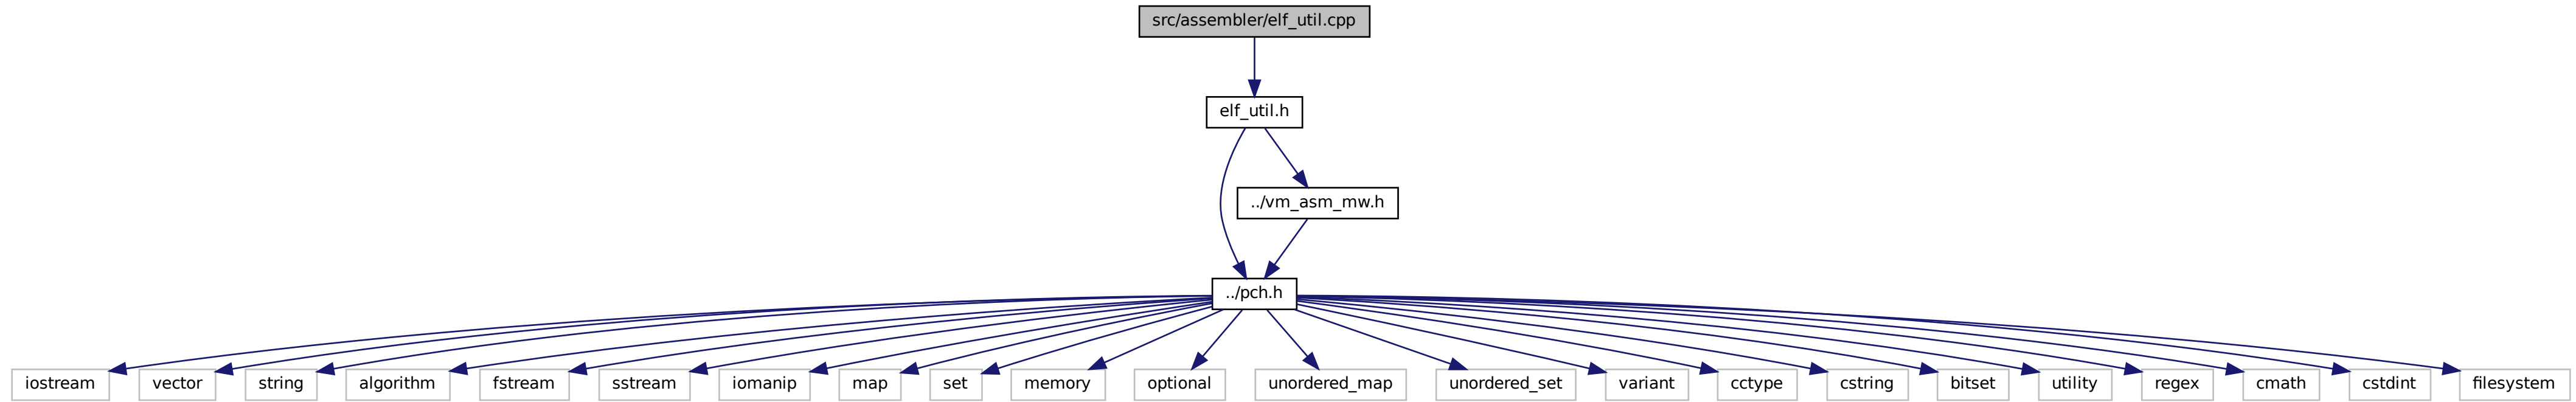 src/assembler/elf_util.cpp
elf_util.h
../vm_asm_mw.h
../pch.h
iostream
vector
string
algorithm
fstream
sstream
iomanip
map
set
memory
optional
unordered_map
unordered_set
variant
cctype
cstring
bitset
utility
regex
cmath
cstdint
filesystem